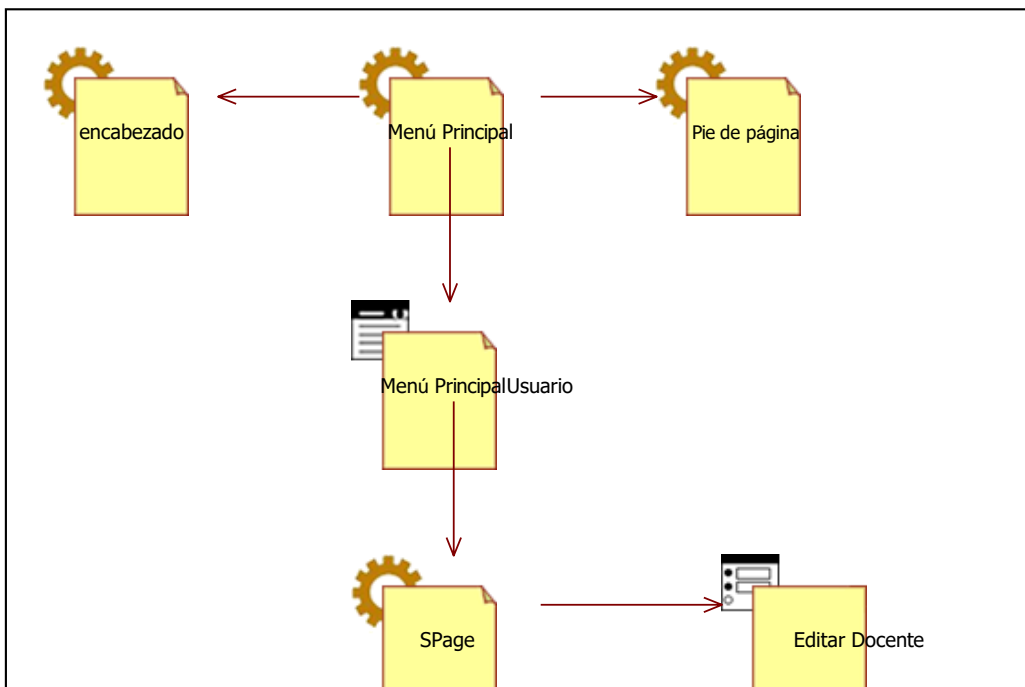 encabezado
Menú Principal
Pie de página
Menú PrincipalUsuario
SPage
Editar Docente